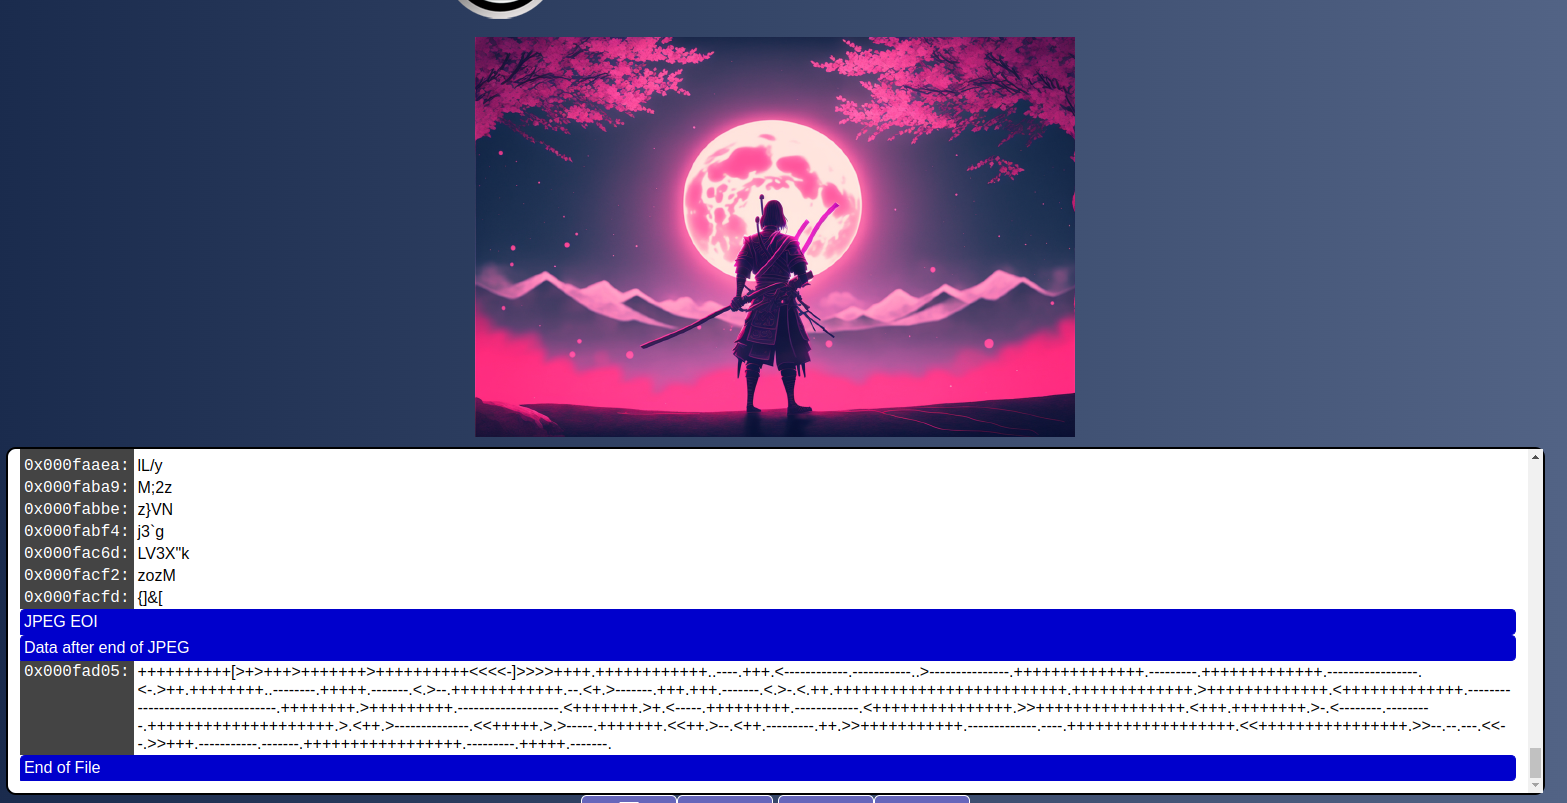 0x000faaea: lL/y
0x000faba9: M;2z
0x000fabbe: z}VN
0x000fabf4: j3`g
0x000fac6d: LV3X"k
0x000facf2: zozM
0x000facfd: {]&[
JPEG EOI
Data after end of JPEG
0x000fad05: ++++++++++[>+>+++>+++++++>++++++++++<<<<-]>>>>++++.++++++++++++..----.+++.<------------.-----------..>---------------.++++++++++++++.---------.+++++++++++++.-----------------.
<-.>++.++++++++..--------.+++++.-------.<.>--.++++++++++++.--.<+.>-------.+++.+++.-------.<.>-.<.++.+++++++++++++++++++++++++.+++++++++++++.>+++++++++++++.<+++++++++++++.--------
--------------------------.++++++++.>+++++++++.-------------------.<+++++++.>+.<-----.+++++++++.------------.<+++++++++++++++.>>++++++++++++++++.<+++.++++++++.>-.<--------.--------
-.++++++++++++++++++++.>.<++.>--------------.<<+++++.>.>-----.+++++++.<<++.>--.<++.---------.++.>>+++++++++++.-------------.----.++++++++++++++++++.<<++++++++++++++++.>>--.--.---.<<-
-.>>+++.-----------.-------.+++++++++++++++++.---------.+++++.-------.
End of File